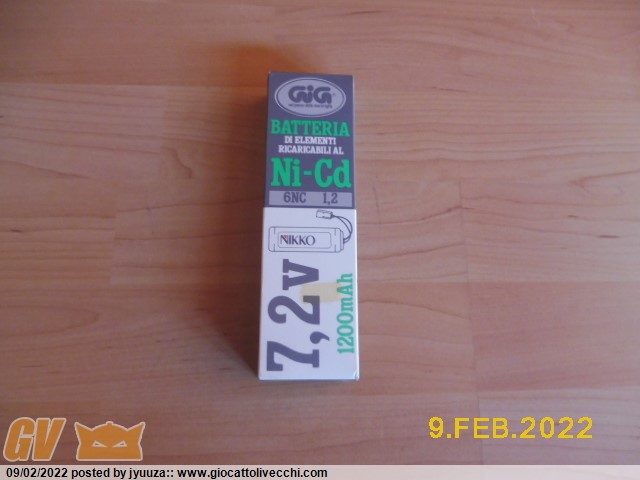 GiG
BATTERIA
DI ELEMENTI
RICARICABILI AL
Ni-Cd
6NC 1,2
NIKKO
7,2v
1200mAh
GV
9.FEB.2022
09/02/2022 posted by jyuuza:: www.giocattolivecchi.com